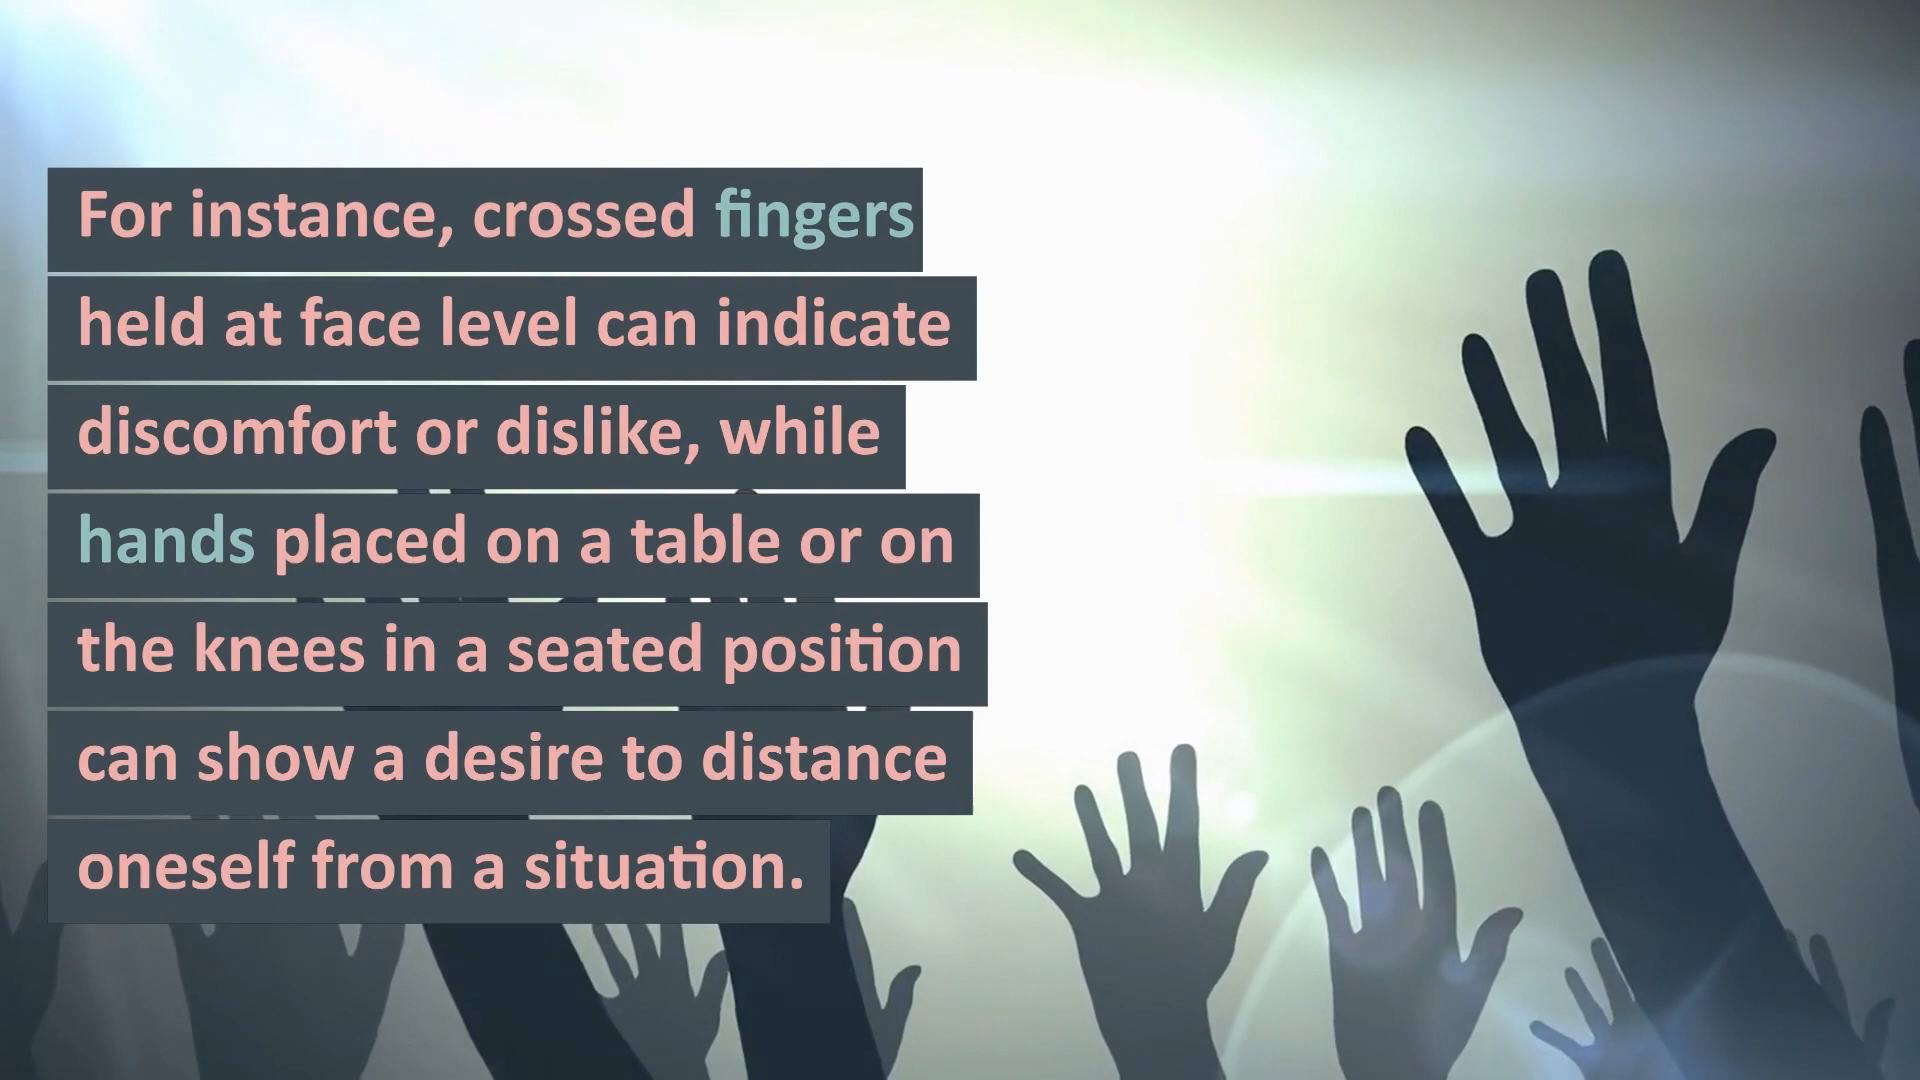 For instance, crossed fingers
held at face level can indicate
discomfort or dislike, while
hands placed on a table or on
the knees in a seated position
can show a desire to distance
oneself from a situation.